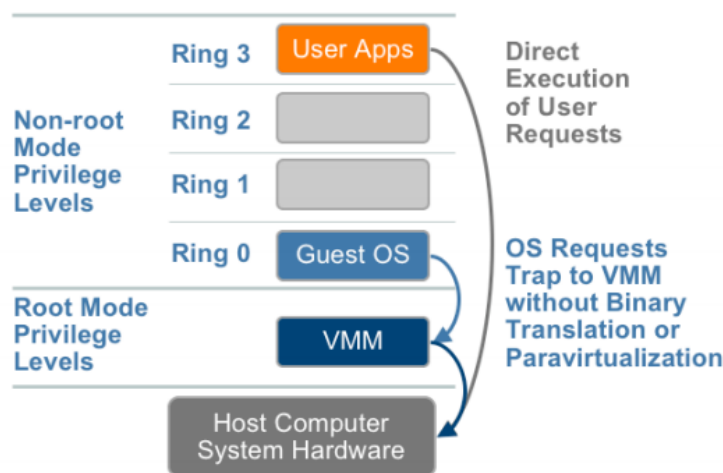 Ring 3
User Apps
Direct
Execution
of User
Requests
Non-root
Mode
Privilege
Levels
Ring 2
Ring 1
Ring 0
Guest OS
OS Requests
Trap to VMM
without Binary
Translation or
Paravirtualization
Root Mode
Privilege
Levels
VMM
Host Computer
System Hardware